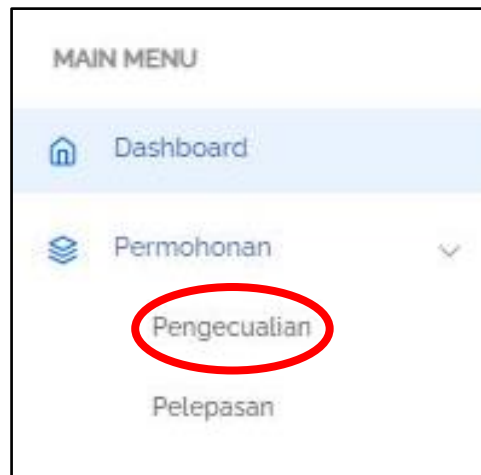 MAIN MENU
Dashboard
Permohonan
Pengecualian
Pelepasan